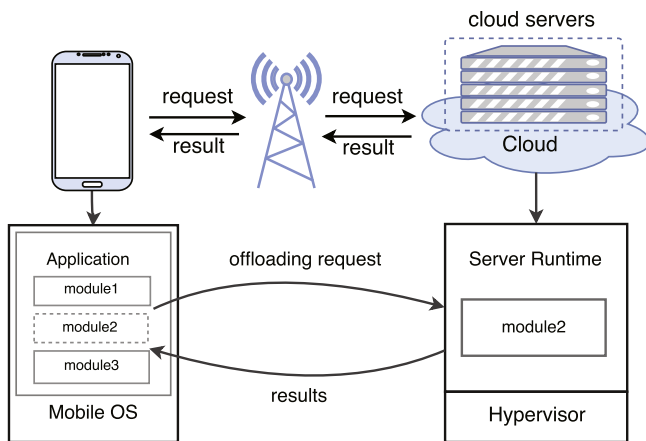 cloud servers
request
request
result
result
Cloud
Application
module1
module2
module3
Mobile OS
offloading request
results
Server Runtime
module2
Hypervisor